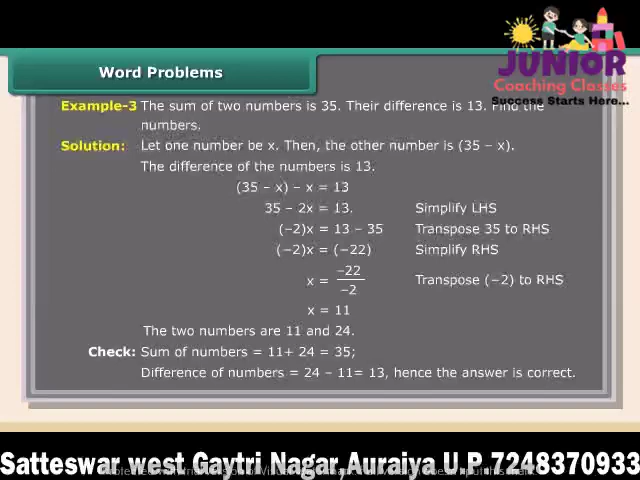 Word Problems
JUNIOR
Coaching Classes
Success Starts Here...
Example-3 The sum of two numbers is 35. Their difference is 13. Find the
numbers.
Solution: Let one number be x. Then, the other number is (35 – x).
The difference of the numbers is 13.
(35 – x) – x = 13
35 – 2x = 13. Simplify LHS
(−2)x = 13 – 35 Transpose 35 to RHS
(−2)x = (−22) Simplify RHS
x = −22/−2 Transpose (−2) to RHS
x = 11
The two numbers are 11 and 24.
Check: Sum of numbers = 11+ 24 = 35;
Difference of numbers = 24 – 11= 13, hence the answer is correct.
Satteswar west Gaytri Nagar,Auraiya U.P 7248370933